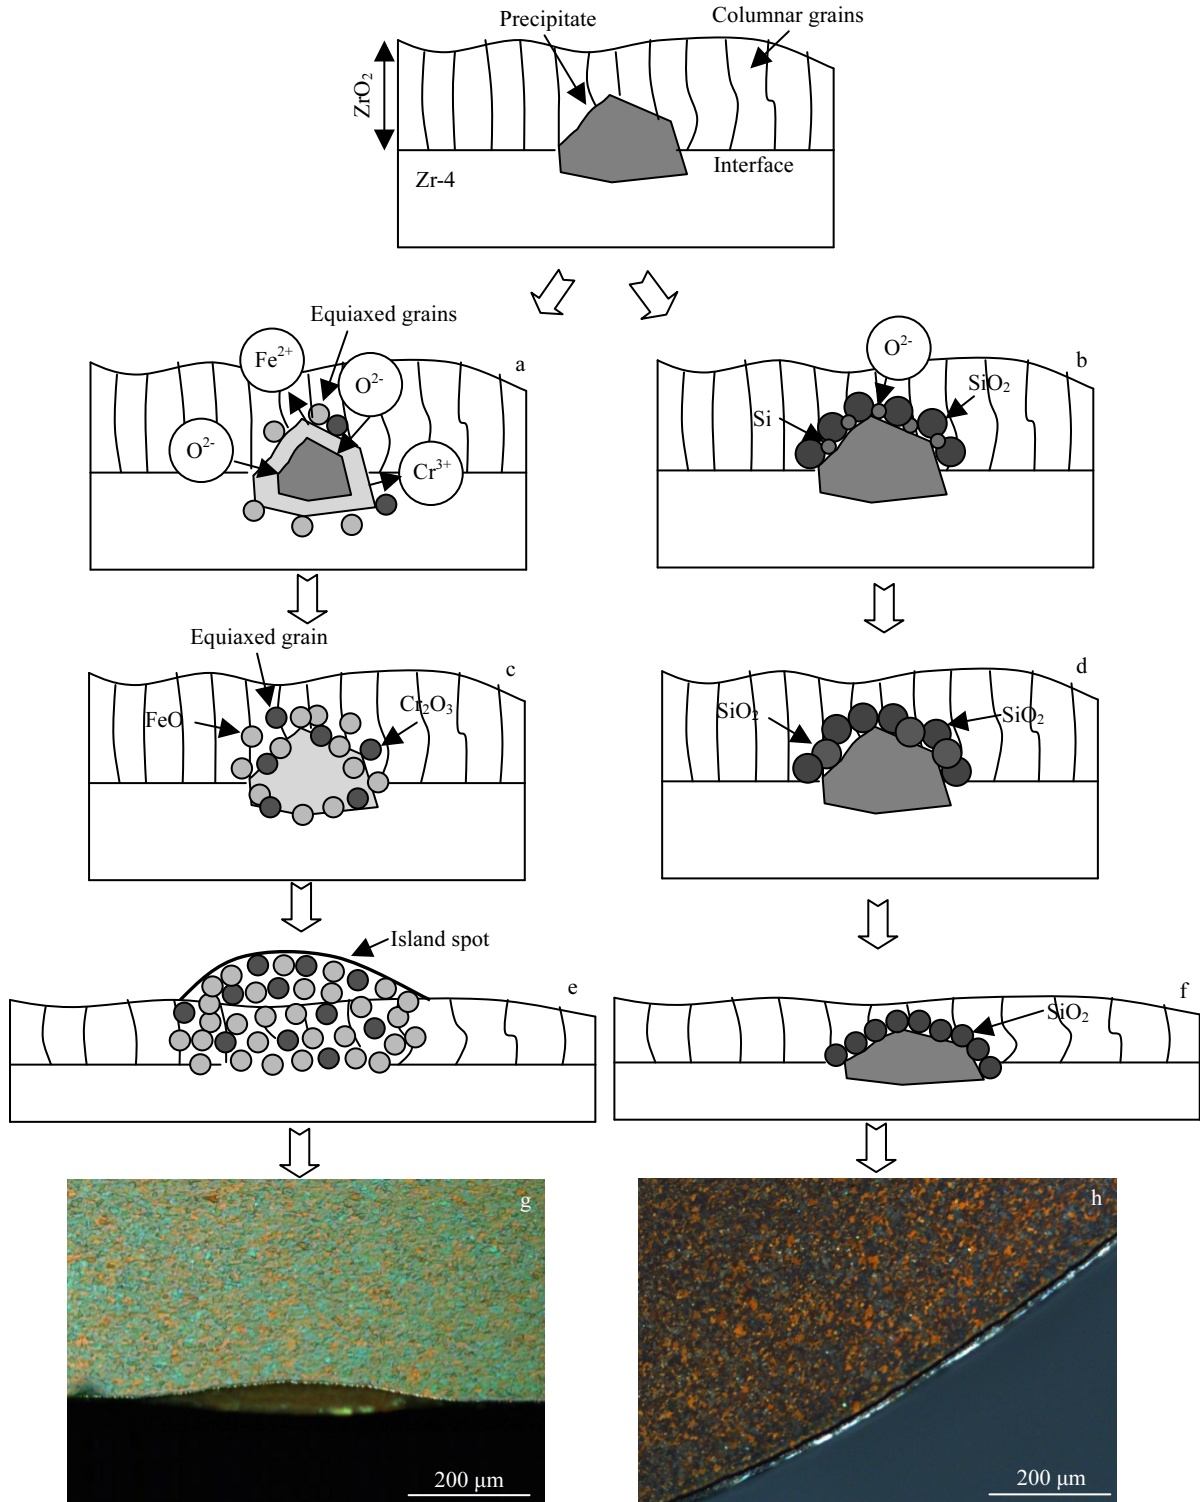 Precipitate
Columnar grains
ZrO2
Zr-4
Interface
Equiaxed grains
a
Fe2+
O2-
O2-
Cr3+
b
O2-
SiO2
Si
Equiaxed grain
c
FeO
Cr2O3
d
SiO2
SiO2
Island spot
e
f
SiO2
g
200 μm
h
200 μm